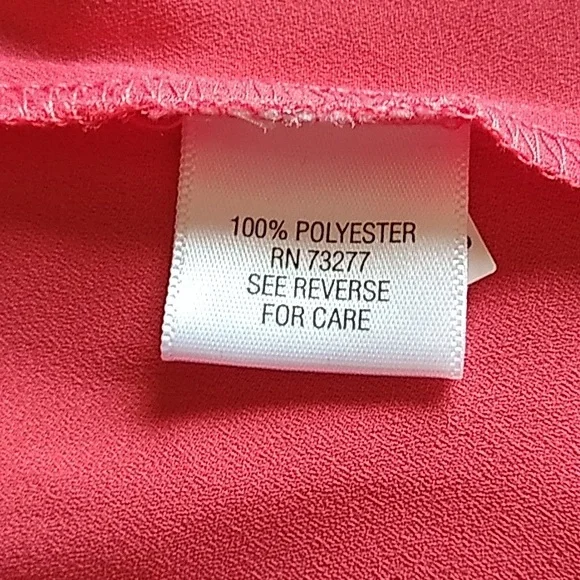 100% POLYESTER
RN 73277
SEE REVERSE
FOR CARE